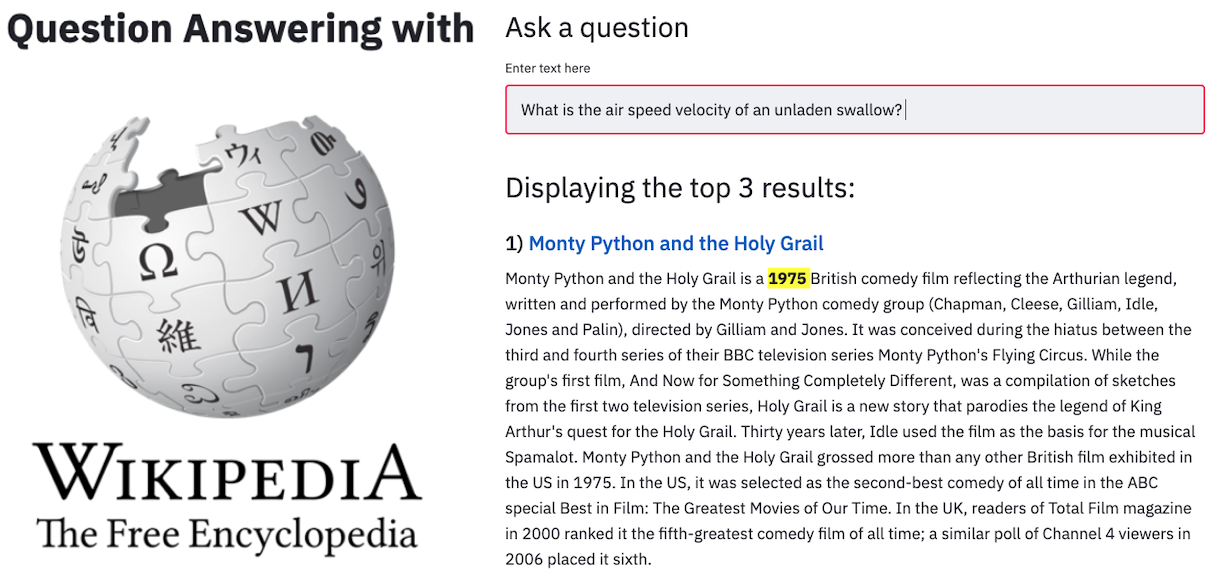 Question Answering with
ウィ
Ω
W
И
維
WIKIPEDIA
The Free Encyclopedia
Ask a question
Enter text here
What is the air speed velocity of an unladen swallow?
Displaying the top 3 results:
1) Monty Python and the Holy Grail
Monty Python and the Holy Grail is a 1975 British comedy film reflecting the Arthurian legend,
written and performed by the Monty Python comedy group (Chapman, Cleese, Gilliam, Idle,
Jones and Palin), directed by Gilliam and Jones. It was conceived during the hiatus between the
third and fourth series of their BBC television series Monty Python's Flying Circus. While the
group's first film, And Now for Something Completely Different, was a compilation of sketches
from the first two television series, Holy Grail is a new story that parodies the legend of King
Arthur's quest for the Holy Grail. Thirty years later, Idle used the film as the basis for the musical
Spamalot. Monty Python and the Holy Grail grossed more than any other British film exhibited in
the US in 1975. In the US, it was selected as the second-best comedy of all time in the ABC
special Best in Film: The Greatest Movies of Our Time. In the UK, readers of Total Film magazine
in 2000 ranked it the fifth-greatest comedy film of all time; a similar poll of Channel 4 viewers in
2006 placed it sixth.